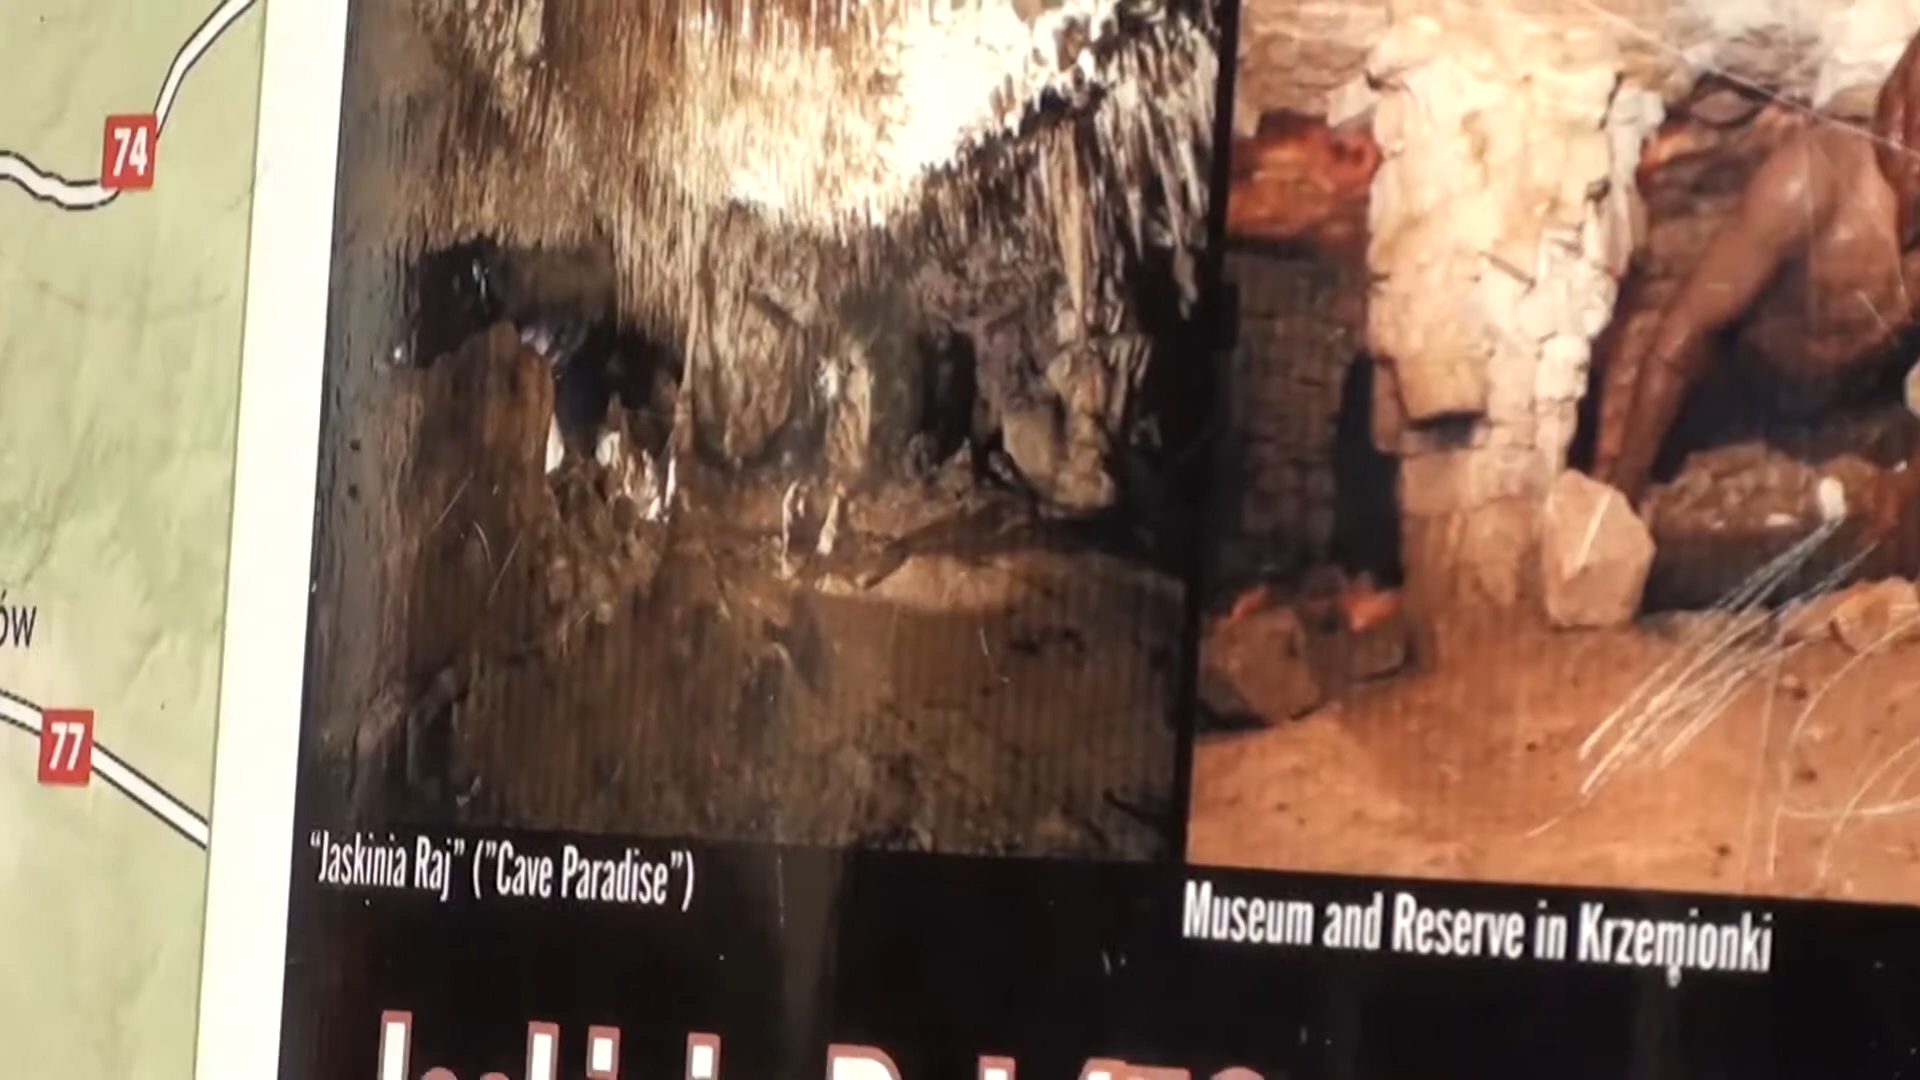 74
ów
77
“Jaskinia Raj” (”Cave Paradise”)
Museum and Reserve in Krzemionki